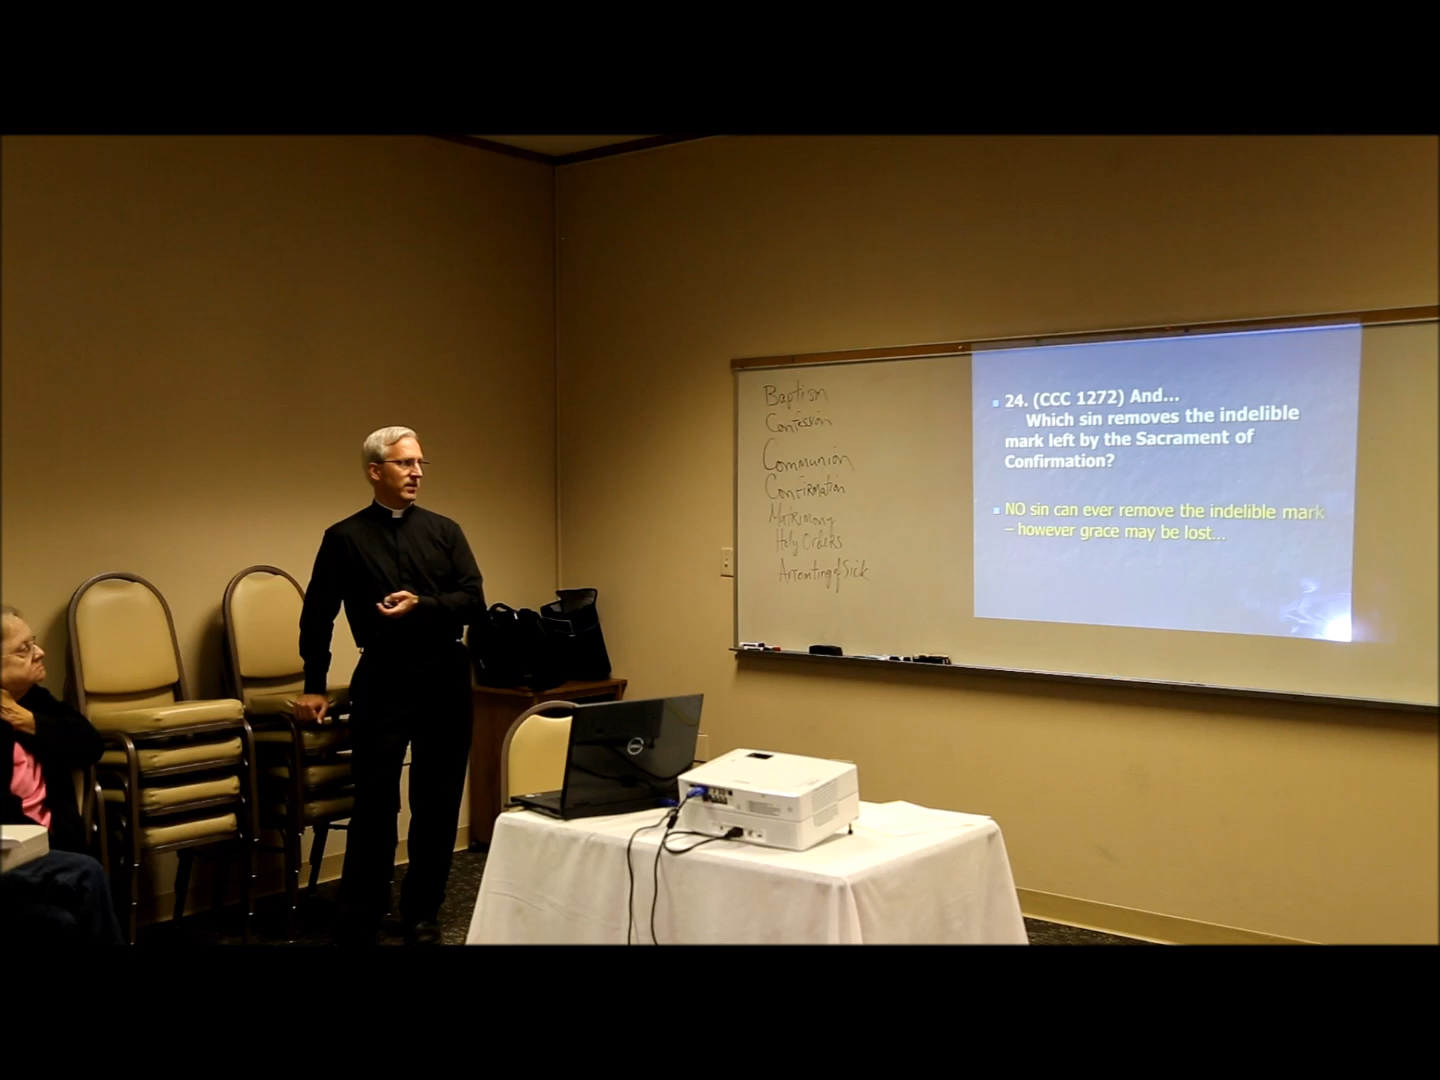 Baptism
Confession
Communion
Confirmation
Matrimony
Holy Orders
of Sick
24. (CCC 1272) And...
Which sin removes the indelible
mark left by the Sacrament of
Confirmation?
NO sin can ever remove the indelible mark
– however grace may be lost...
DELL